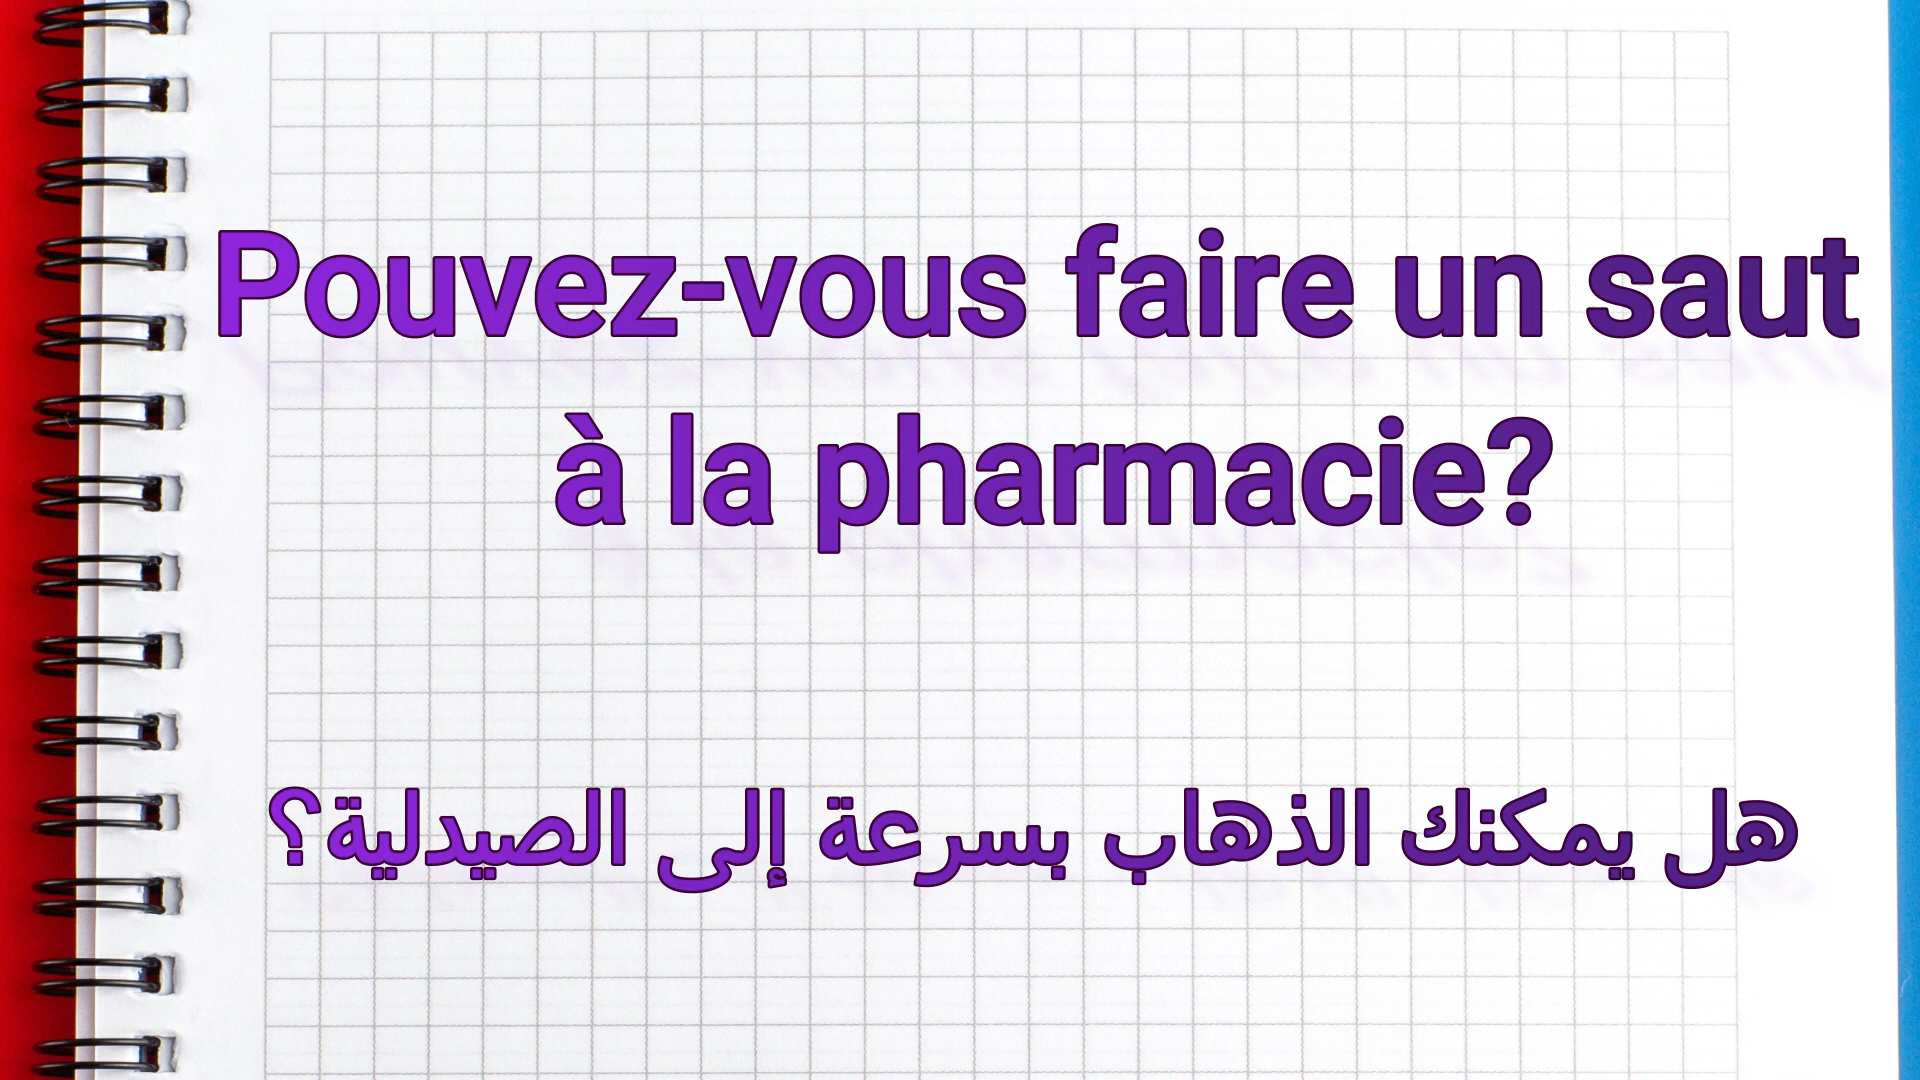 Pouvez-vous faire un saut
à la pharmacie?
هل يمكنك الذهاب بسرعة إلى الصيدلية؟